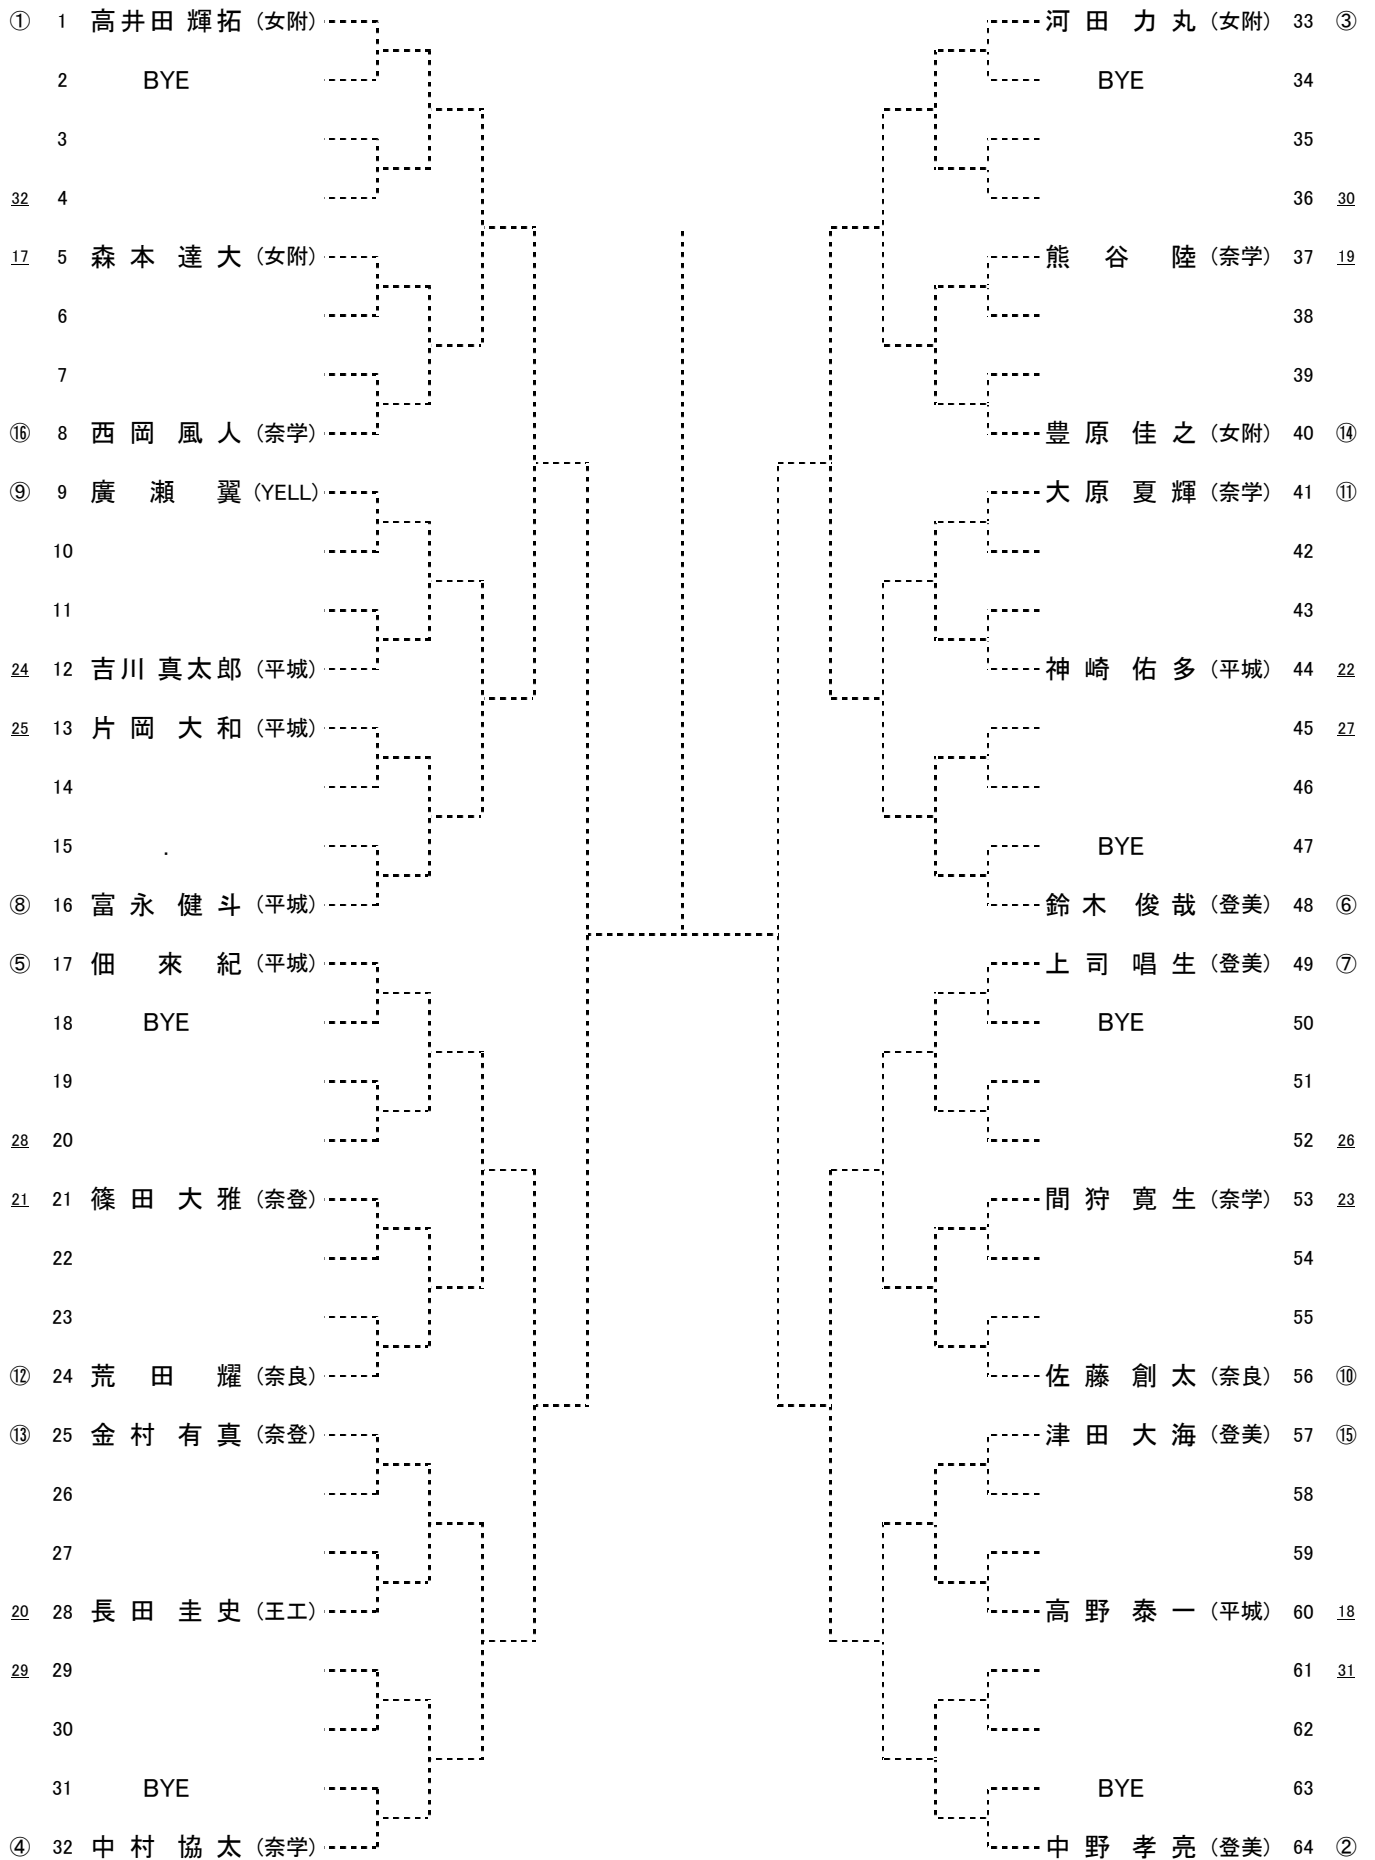 ① 1 高井田 輝拓 (女附)
2 BYE
3
32 4
17 5 森本 達大 (女附)
6
7
⑯ 8 西岡 風人 (奈学)
⑨ 9 廣瀬 翼 (YELL)
10
11
24 12 吉川 真太郎 (平城)
25 13 片岡 大和 (平城)
14
15 .
⑧ 16 富永 健斗 (平城)
⑤ 17 佃 來紀 (平城)
18 BYE
19
28 20
21 21 篠田 大雅 (奈登)
22
23
⑫ 24 荒田 耀 (奈良)
⑬ 25 金村 有真 (奈登)
26
27
20 28 長田 圭史 (王工)
29 29
30
31 BYE
④ 32 中村 協太 (奈学)
河田 力丸 (女附) 33 ③
BYE 34
35
36 30
熊谷 陸 (奈学) 37 19
38
39
豊原 佳之 (女附) 40 ⑭
大原 夏輝 (奈学) 41 ⑪
42
43
神崎 佑多 (平城) 44 22
45 27
46
BYE 47
鈴木 俊哉 (登美) 48 ⑥
上司 唱生 (登美) 49 ⑦
BYE 50
51
52 26
間狩 寛生 (奈学) 53 23
54
55
佐藤 創太 (奈良) 56 ⑩
津田 大海 (登美) 57 ⑮
58
59
高野 泰一 (平城) 60 18
61 31
62
BYE 63
中野 孝亮 (登美) 64 ②